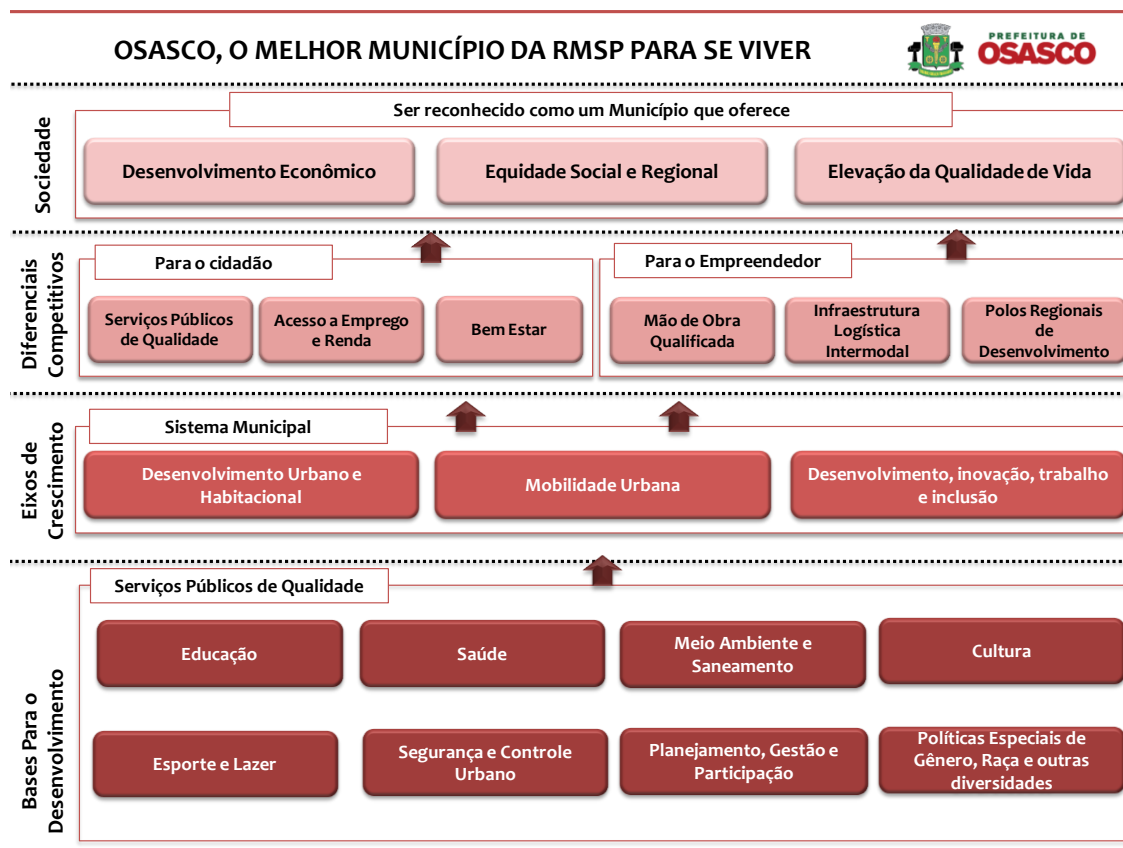 OSASCO, O MELHOR MUNICÍPIO DA RMSP PARA SE VIVER
PREFEITURA DE
OSASCO
Sociedade
Ser reconhecido como um Município que oferece
Desenvolvimento Econômico
Equidade Social e Regional
Elevação da Qualidade de Vida
Diferenciais
Competitivos
Para o cidadão
Serviços Públicos
de Qualidade
Acesso a Emprego
e Renda
Bem Estar
Para o Empreendedor
Mão de Obra
Qualificada
Infraestrutura
Logística
Intermodal
Polos Regionais
de
Desenvolvimento
Eixos de
Crescimento
Sistema Municipal
Desenvolvimento Urbano e
Habitacional
Mobilidade Urbana
Desenvolvimento, inovação, trabalho
e inclusão
Bases Para o
Desenvolvimento
Serviços Públicos de Qualidade
Educação
Saúde
Meio Ambiente e
Saneamento
Cultura
Esporte e Lazer
Segurança e Controle
Urbano
Planejamento, Gestão e
Participação
Políticas Especiais de
Gênero, Raça e outras
diversidades